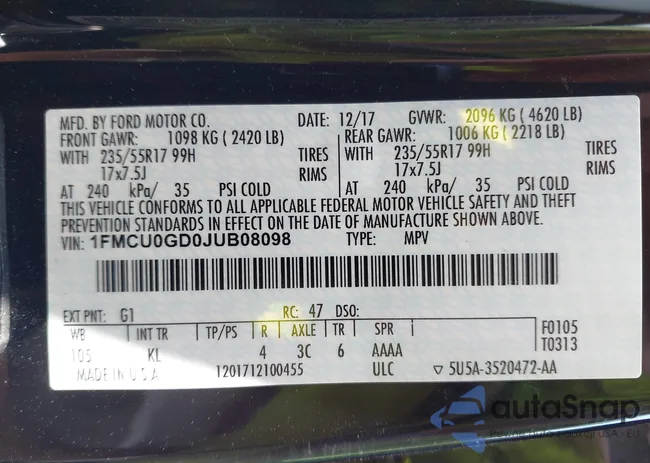 MFD. BY FORD MOTOR CO. DATE: 12/17 GVWR: 2096 KG ( 4620 LB)
FRONT GAWR: 1098 KG ( 2420 LB) REAR GAWR: 1006 KG ( 2218 LB)
WITH 235/55R17 99H TIRES WITH 235/55R17 99H TIRES
17x7.5J RIMS 17x7.5J RIMS
AT 240 kPa/ 35 PSI COLD AT 240 kPa/ 35 PSI COLD
THIS VEHICLE CONFORMS TO ALL APPLICABLE FEDERAL MOTOR VEHICLE SAFETY AND THEFT
PREVENTION STANDARDS IN EFFECT ON THE DATE OF MANUFACTURE SHOWN ABOVE.
VIN: 1FMCU0GD0JUB08098 TYPE: MPV
EXT PNT: G1 RC: 47 DSO:
WB INT TR TP/PS R AXLE TR SPR F0105
105 KL 4 3C 6 AAAA T0313
MADE IN U.S.A 1201712100455 ULC 5U5A-3520472-AA
autoSnap